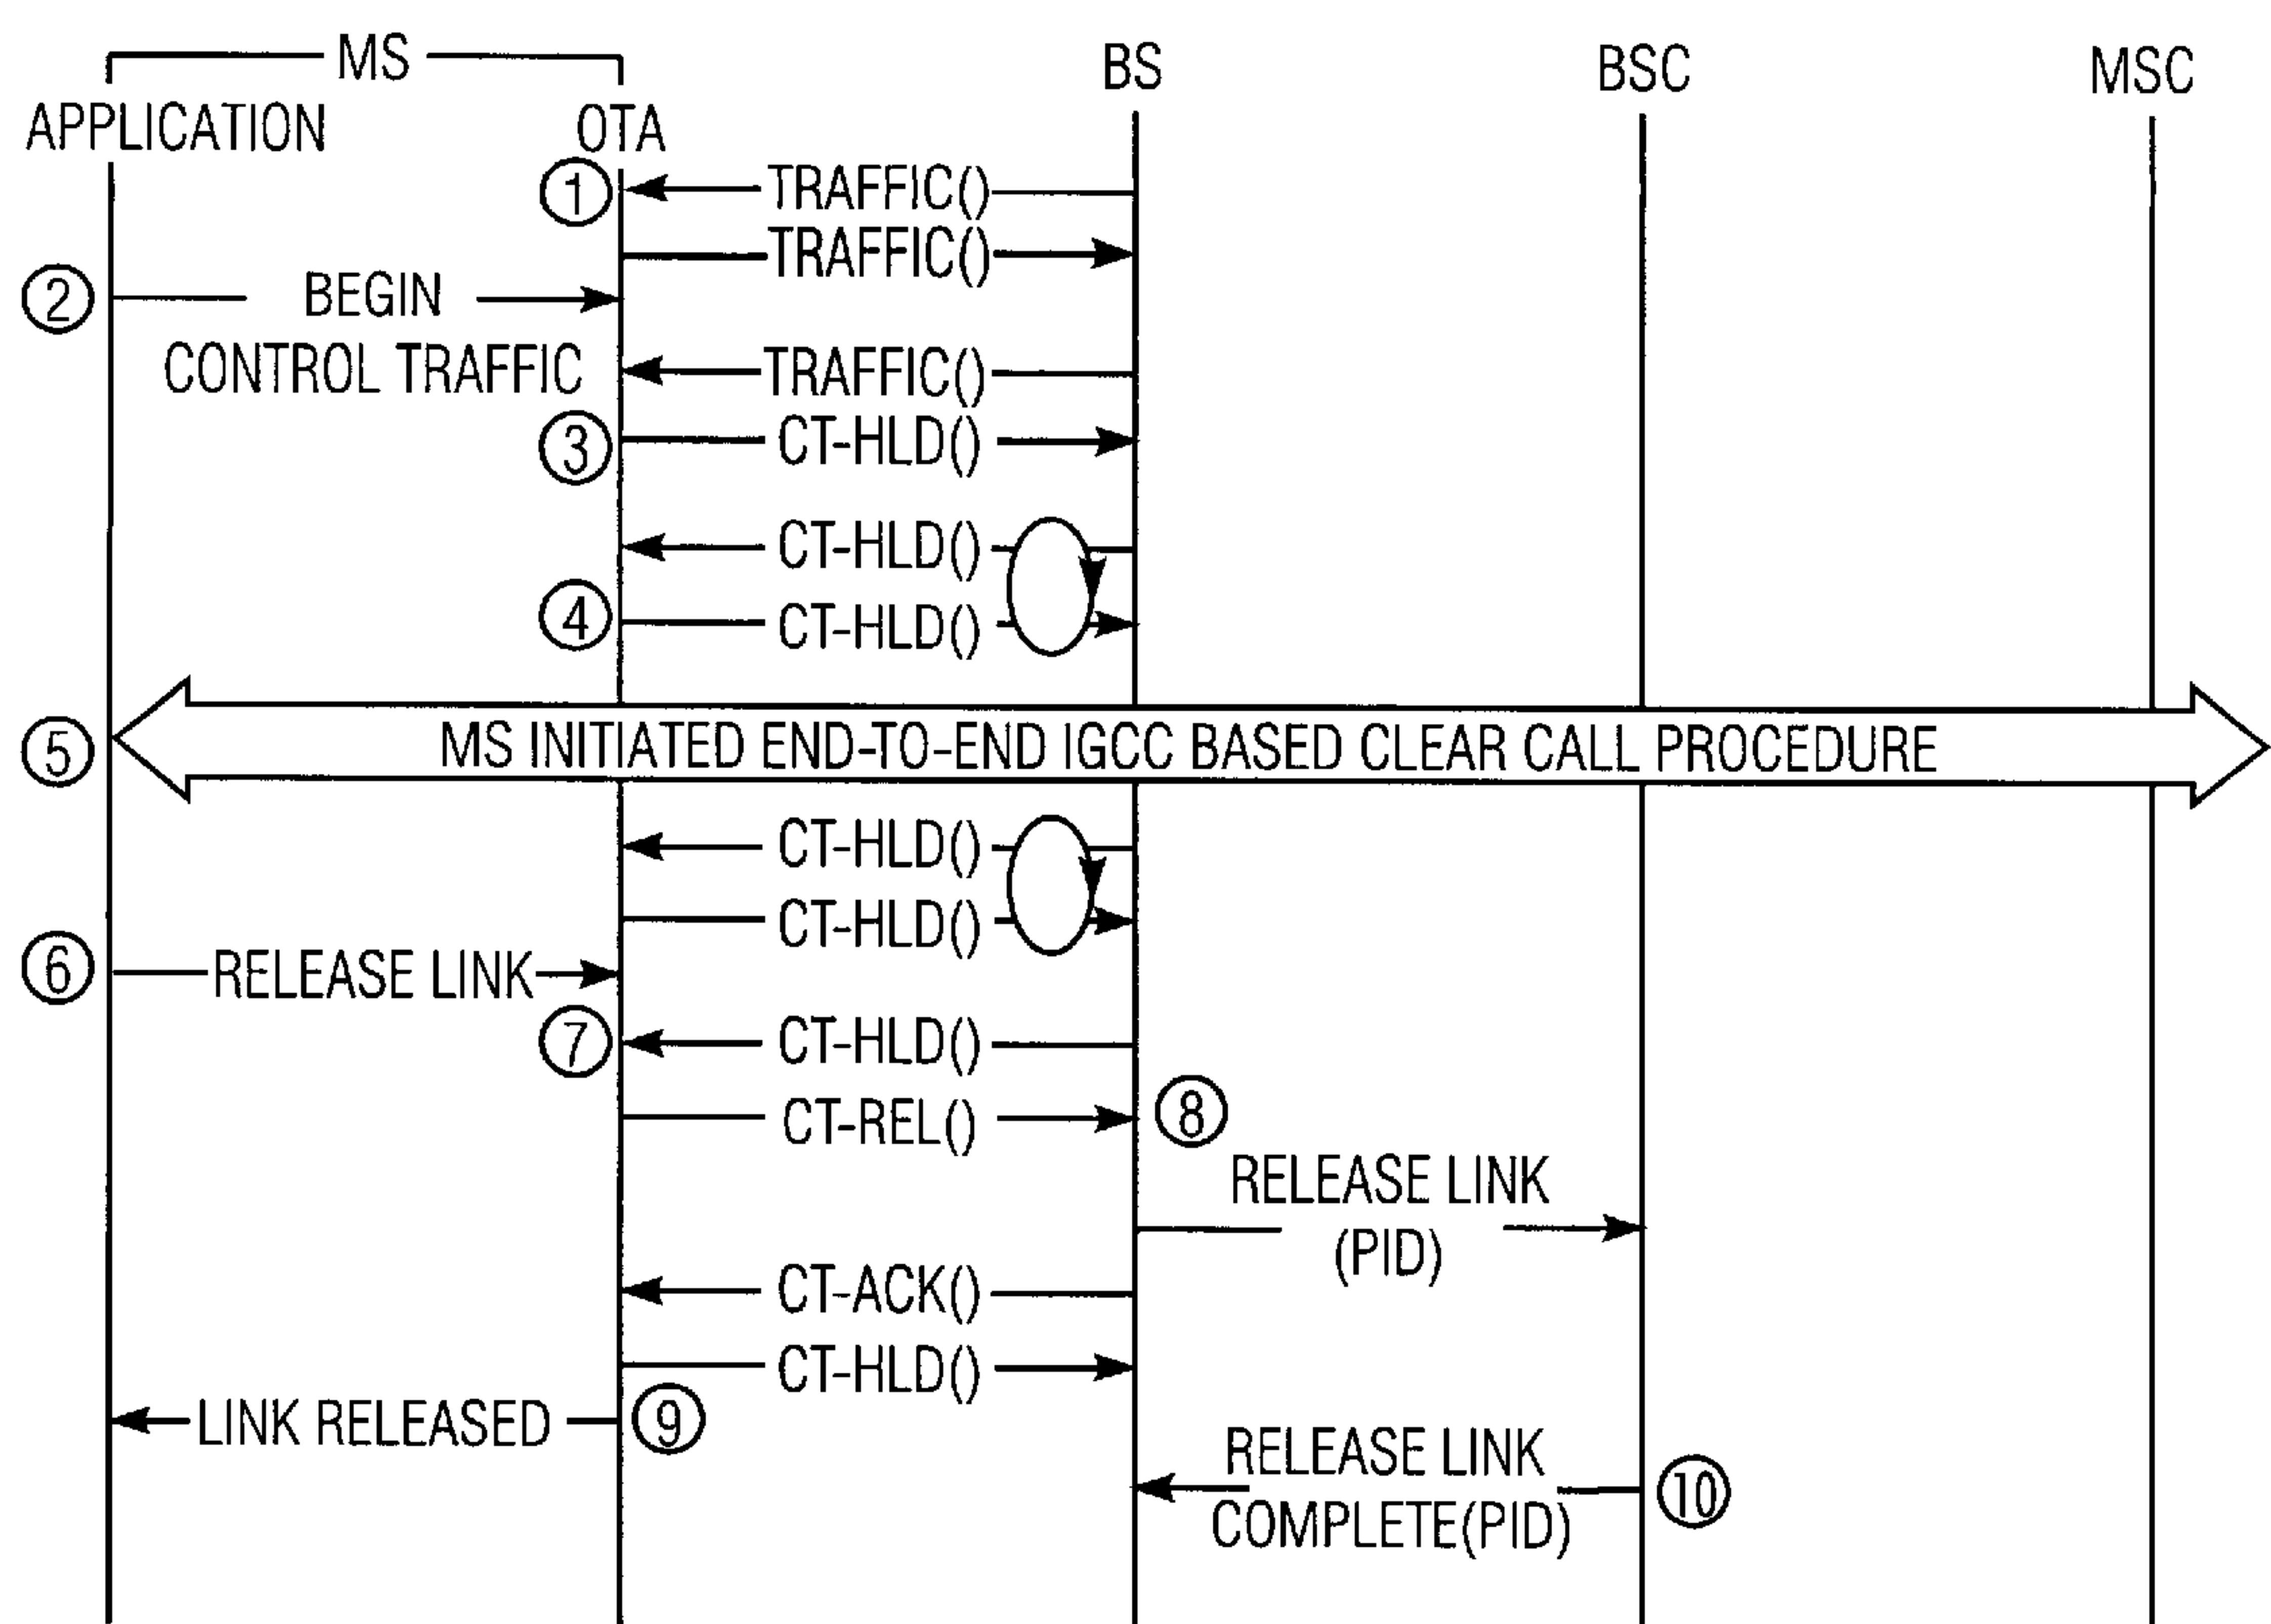 MS
BS
BSC
MSC
APPLICATION
OTA
1
TRAFFIC()
TRAFFIC()
2
BEGIN
CONTROL TRAFFIC
TRAFFIC()
3
CT-HLD()
CT-HLD()
4
CT-HLD()
5
MS INITIATED END-TO-END IGCC BASED CLEAR CALL PROCEDURE
CT-HLD()
CT-HLD()
6
RELEASE LINK
7
CT-HLD()
CT-REL()
8
RELEASE LINK
(PID)
CT-ACK()
CT-HLD()
LINK RELEASED
9
RELEASE LINK
COMPLETE(PID)
10